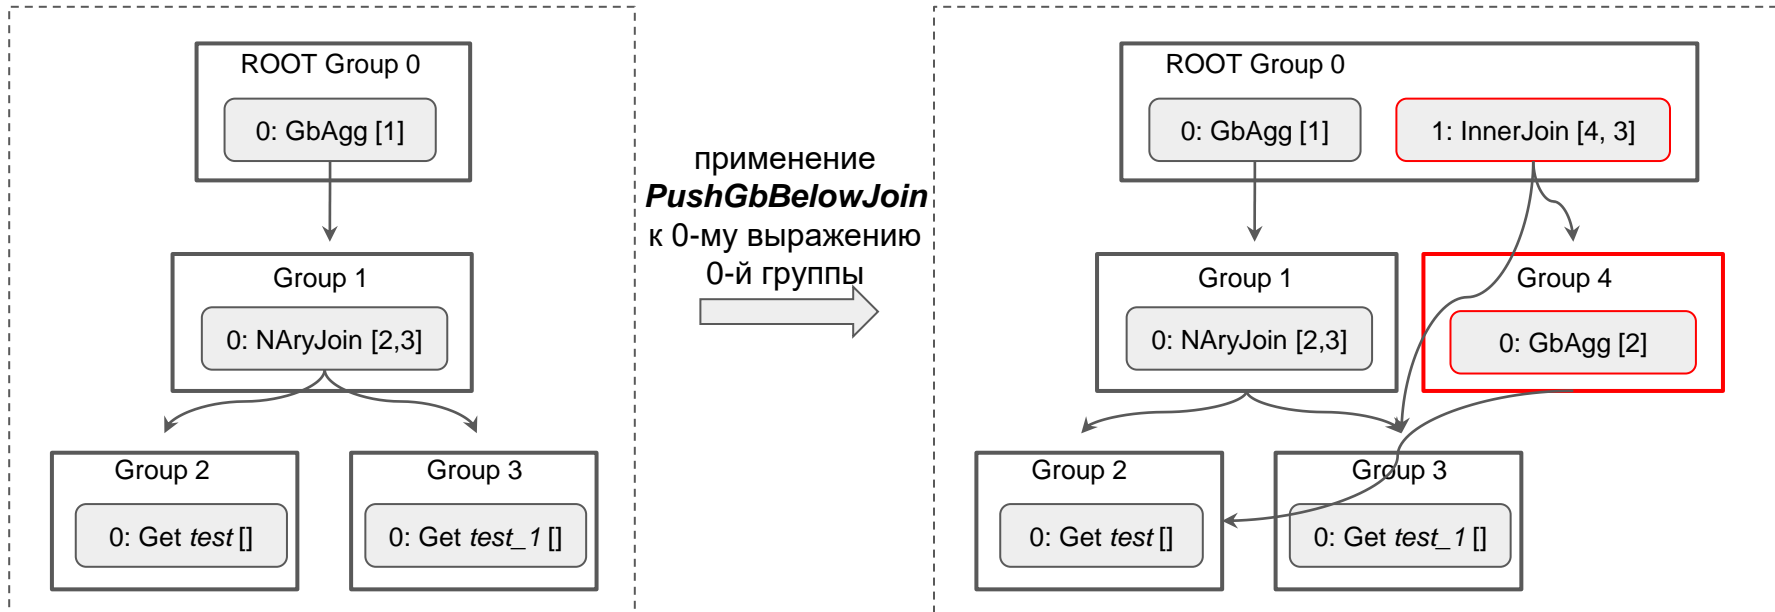 ROOT Group 0
0: GbAgg [1]
Group 1
0: NAryJoin [2,3]
Group 2
0: Get test []
Group 3
0: Get test_1 []
применение
PushGbBelowJoin
к 0-му выражению
0-й группы
ROOT Group 0
0: GbAgg [1]
1: InnerJoin [4, 3]
Group 1
0: NAryJoin [2,3]
Group 4
0: GbAgg [2]
Group 2
0: Get test []
Group 3
0: Get test_1 []